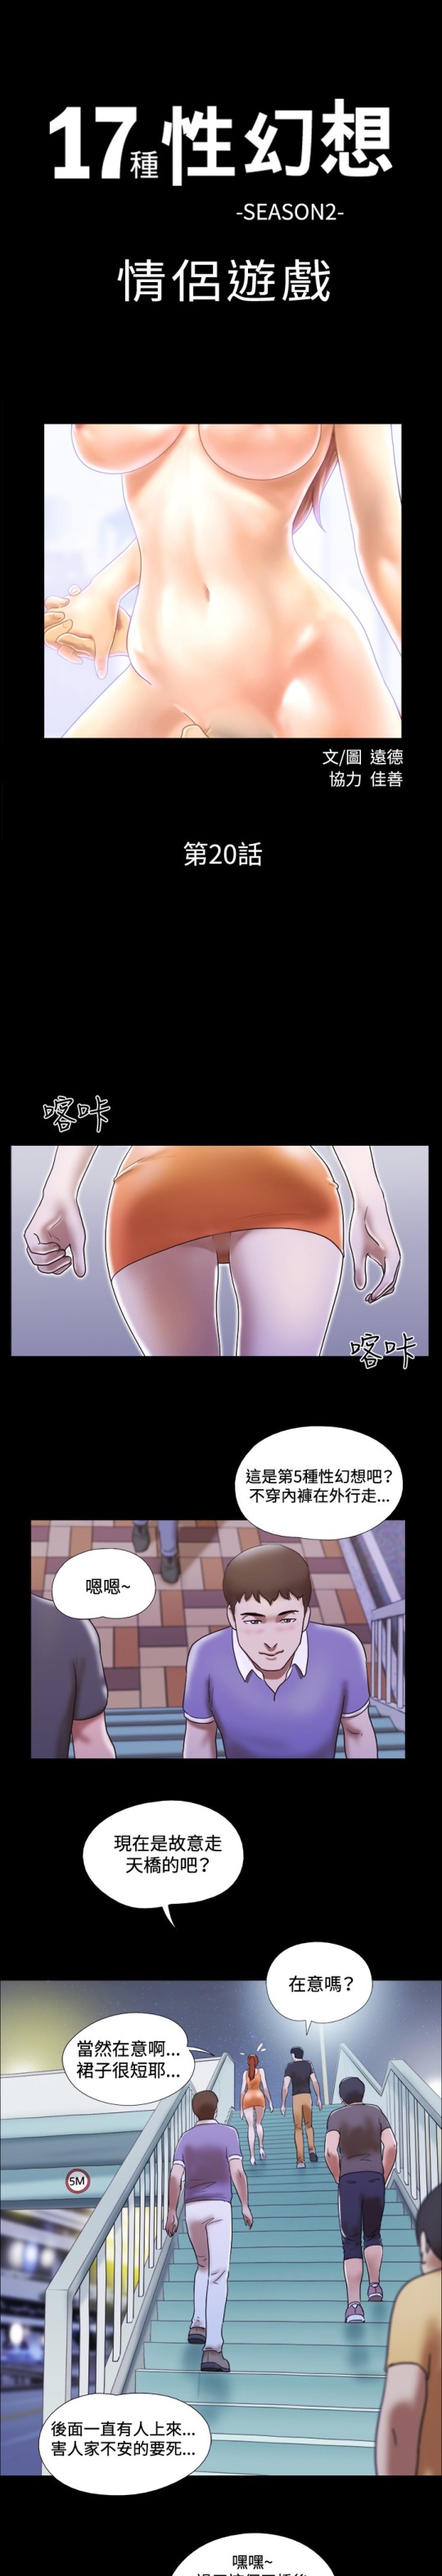 17種性幻想
-SEASON2-
情侶遊戲
文/圖 遠德
協力 佳善
第20話
喀咔
喀咔
這是第5種性幻想吧?
不穿內褲在外行走...
嗯嗯~
現在是故意走
天橋的吧?
在意嗎?
當然在意啊...
裙子很短耶...
5M
後面一直有人上來...
害人家不安的要死...
嘿嘿~